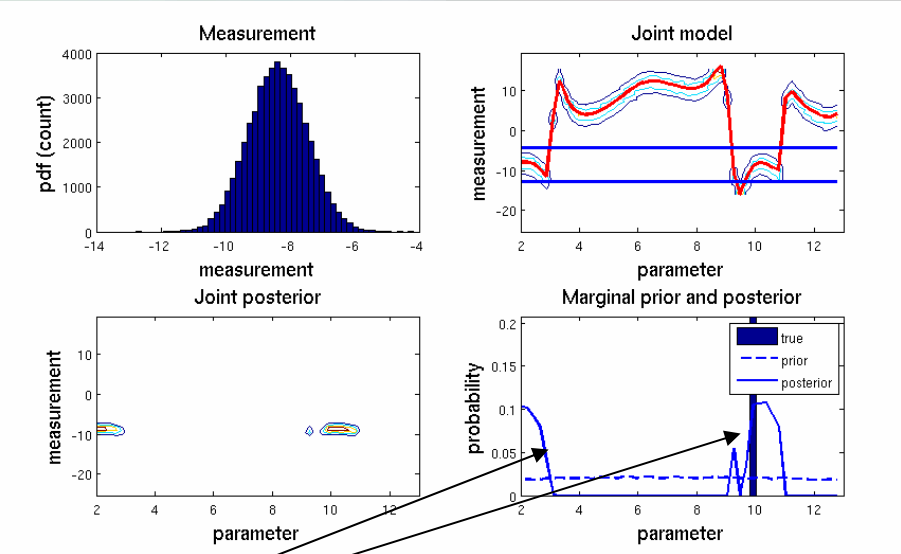 Measurement
pdf (count)
4000
3000
2000
1000
0
-14 -12 -10 -8 -6 -4
measurement
Joint model
measurement
10
0
-10
-20
2 4 6 8 10 12
parameter
Joint posterior
measurement
10
0
-10
-20
2 4 6 8 10 12
parameter
Marginal prior and posterior
probability
0.2
0.15
0.1
0.05
0
2 4 6 8 10 12
parameter
true
prior
posterior